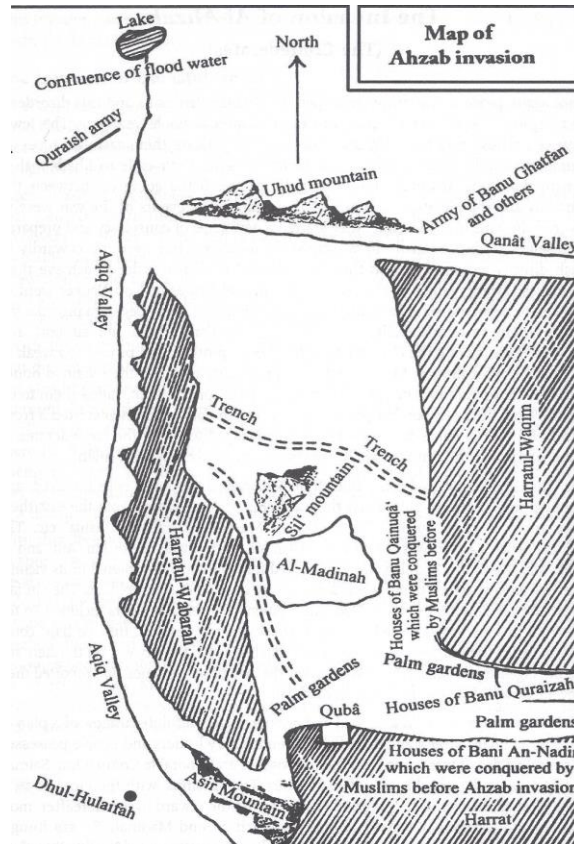 Map of
Ahzab invasion
Lake
North
Confluence of flood water
Quraish army
Uhud mountain
Army of Banu Ghatfan
and others
Qanât Valley
Aqiq Valley
Trench
Trench
Harratul-Waqim
Sil' mountain
Harratul-Wabarah
Al-Madinah
Houses of Banu Qainuqâ'
which were conquered
by Muslims before
Palm gardens
Palm gardens
Houses of Banu Quraizah
Aqiq Valley
Qubâ
Palm gardens
Houses of Bani An-Nadir
which were conquered by
Muslims before Ahzab invasion
Harrat
Asir Mountain
Dhul-Hulaifah